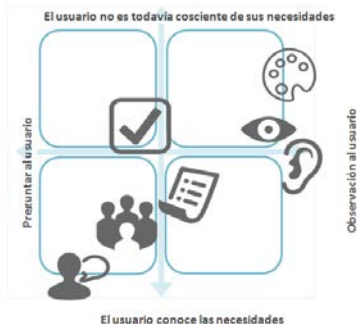 El usuario no es todavía cosciente de sus necesidades
Preguntar al usuario
Observación al usuario
El usuario conoce las necesidades